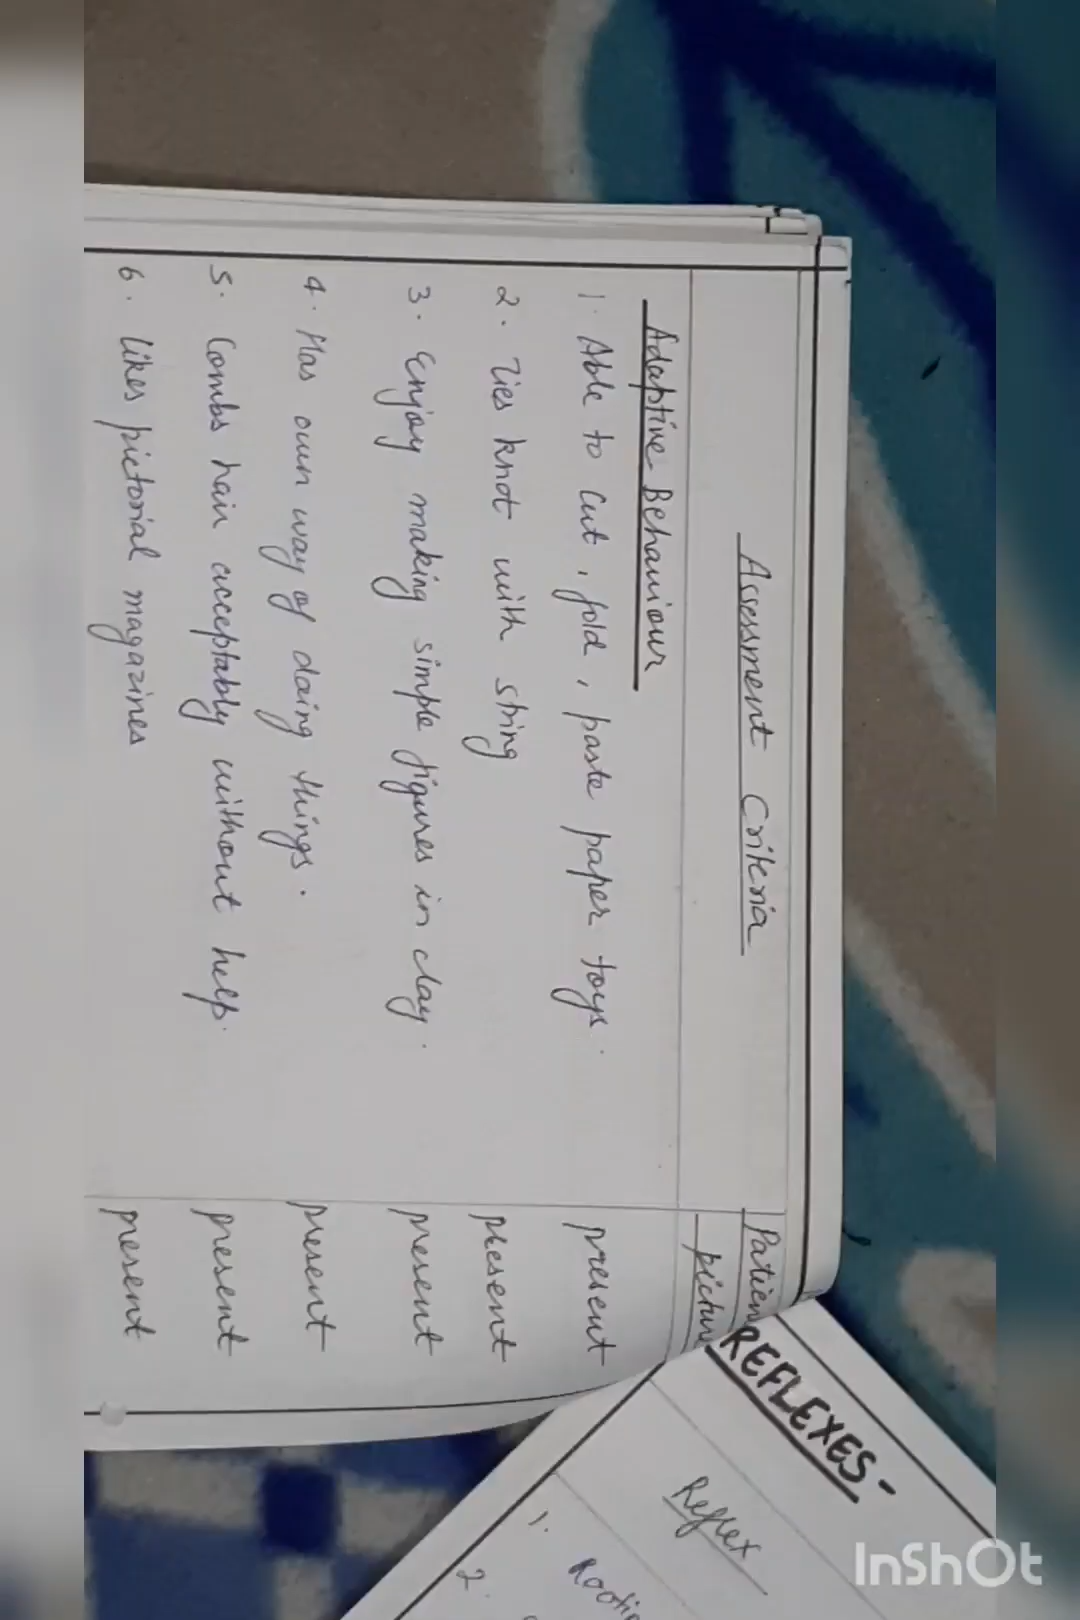 Assessment Criteria
Patien
picture
Adaptive Behaviour
1. Able to cut, fold, paste paper toys. present
2. Ties knot with string present
3. Enjoy making simple figures in clay. present
4. Has own way of doing things. present
5. Combs hair acceptably without help. present
6. Likes pictorial magazines present
REFLEXES-
Reflex
1. Rootin
2.
InShOt